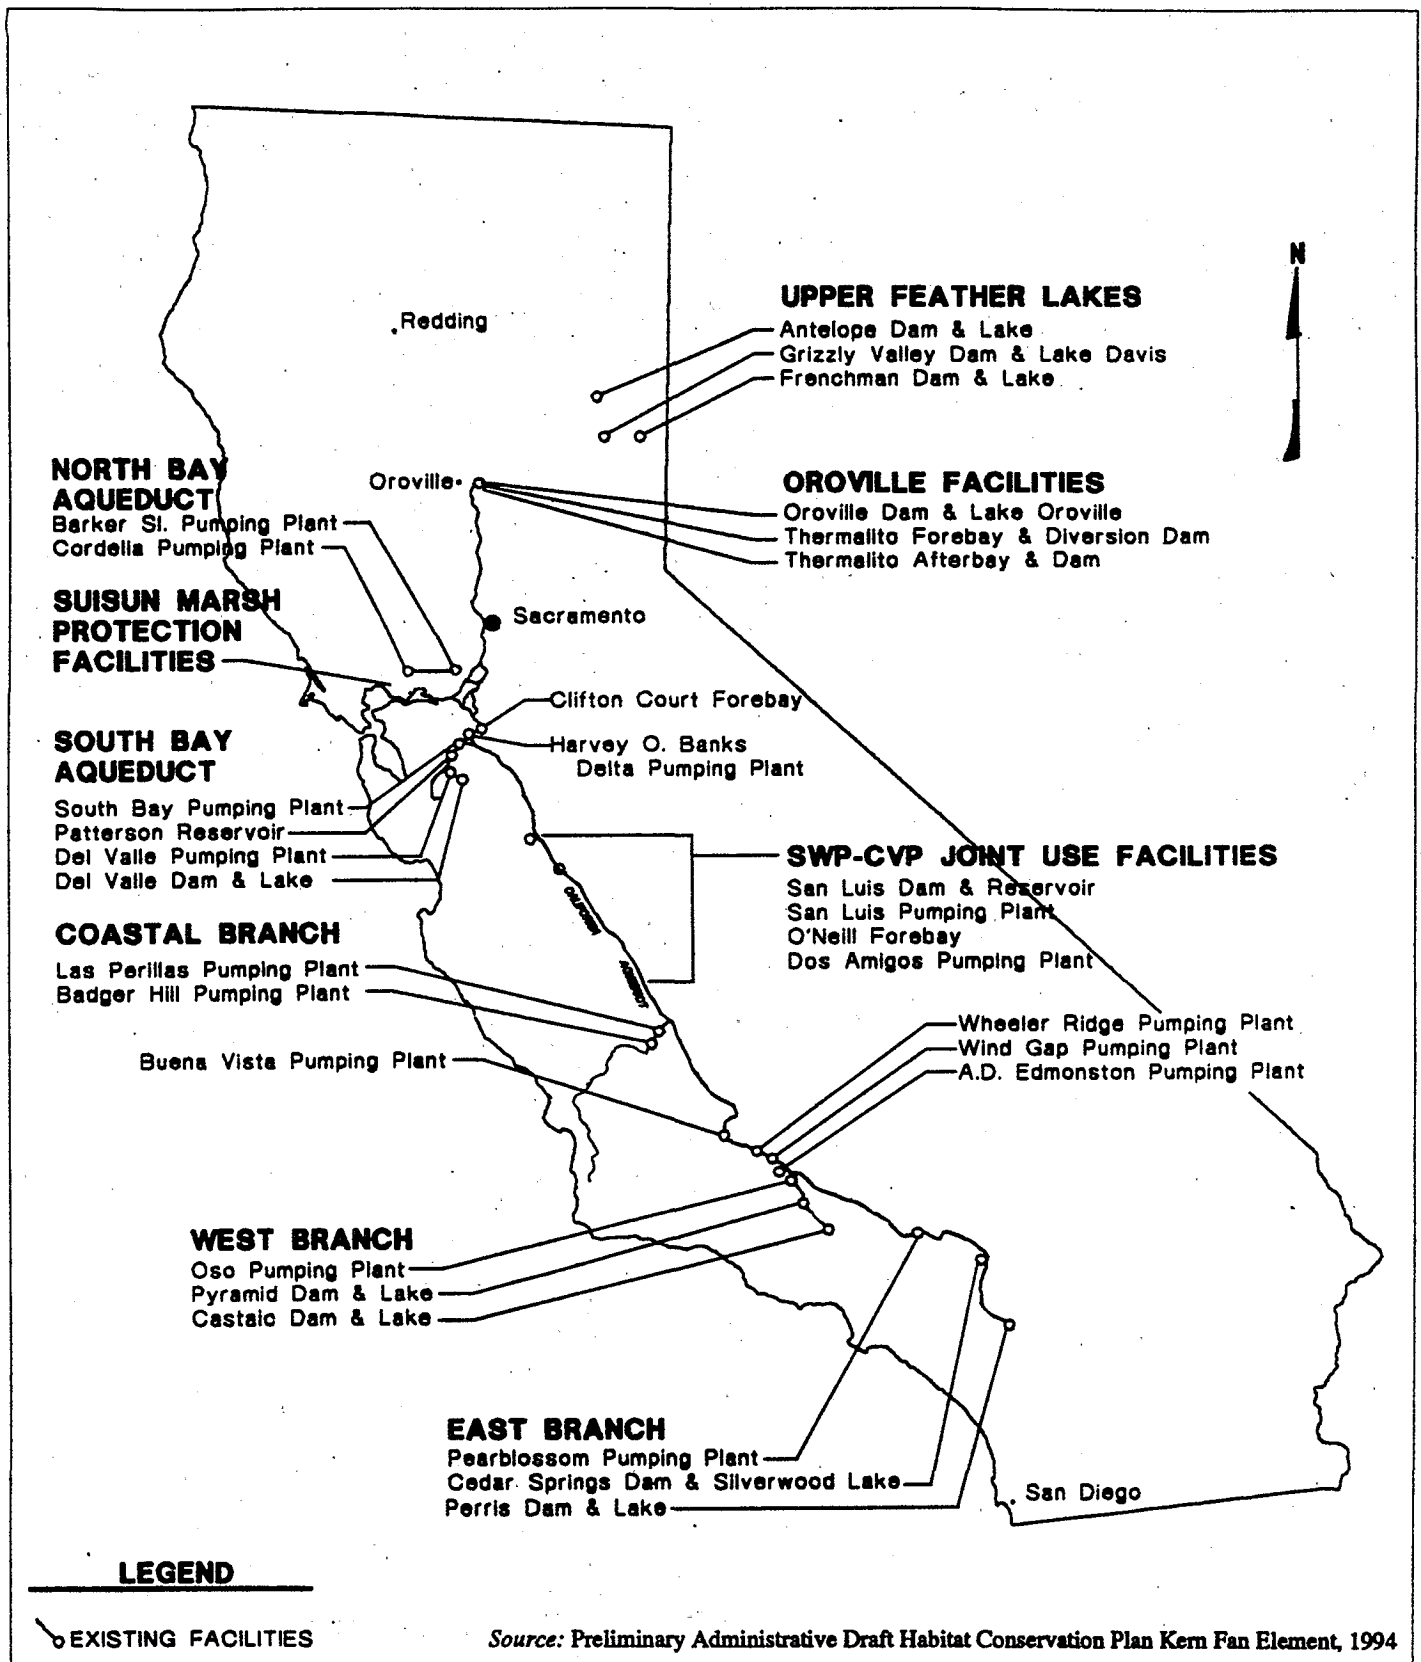 N
UPPER FEATHER LAKES
Antelope Dam & Lake
Grizzly Valley Dam & Lake Davis
Frenchman Dam & Lake
Redding
NORTH BAY
AQUEDUCT
Barker Sl. Pumping Plant
Cordelia Pumping Plant
Oroville
OROVILLE FACILITIES
Oroville Dam & Lake Oroville
Thermalito Forebay & Diversion Dam
Thermalito Afterbay & Dam
SUISUN MARSH
PROTECTION
FACILITIES
Sacramento
Clifton Court Forebay
Harvey O. Banks
Delta Pumping Plant
SOUTH BAY
AQUEDUCT
South Bay Pumping Plant
Patterson Reservoir
Del Valle Pumping Plant
Del Valle Dam & Lake
SWP-CVP JOINT USE FACILITIES
San Luis Dam & Reservoir
San Luis Pumping Plant
O'Neill Forebay
Dos Amigos Pumping Plant
CALIFORNIA
AQUEDUCT
COASTAL BRANCH
Las Perillas Pumping Plant
Badger Hill Pumping Plant
Buena Vista Pumping Plant
Wheeler Ridge Pumping Plant
Wind Gap Pumping Plant
A.D. Edmonston Pumping Plant
WEST BRANCH
Oso Pumping Plant
Pyramid Dam & Lake
Castaic Dam & Lake
EAST BRANCH
Pearblossom Pumping Plant
Cedar Springs Dam & Silverwood Lake
Perris Dam & Lake
San Diego
LEGEND
EXISTING FACILITIES
Source: Preliminary Administrative Draft Habitat Conservation Plan Kern Fan Element, 1994